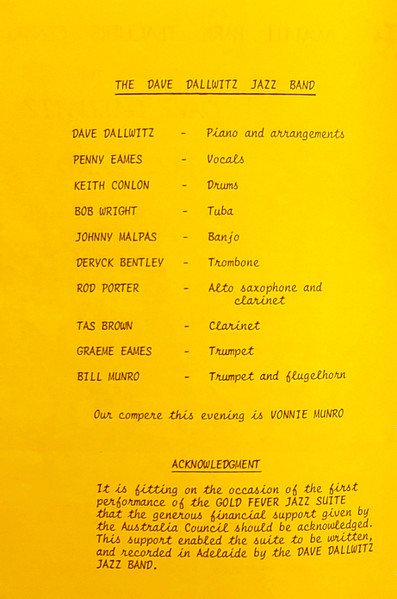 THE DAVE DALLWITZ JAZZ BAND
DAVE DALLWITZ - Piano and arrangements
PENNY EAMES - Vocals
KEITH CONLON - Drums
BOB WRIGHT - Tuba
JOHNNY MALPAS - Banjo
DERYCK BENTLEY - Trombone
ROD PORTER - Alto saxophone and
clarinet
TAS BROWN - Clarinet
GRAEME EAMES - Trumpet
BILL MUNRO - Trumpet and flugelhorn
Our compere this evening is VONNIE MUNRO
ACKNOWLEDGMENT
It is fitting on the occasion of the first
performance of the GOLD FEVER JAZZ SUITE
that the generous financial support given by
the Australia Council should be acknowledged.
This support enabled the suite to be written,
and recorded in Adelaide by the DAVE DALLWITZ
JAZZ BAND.